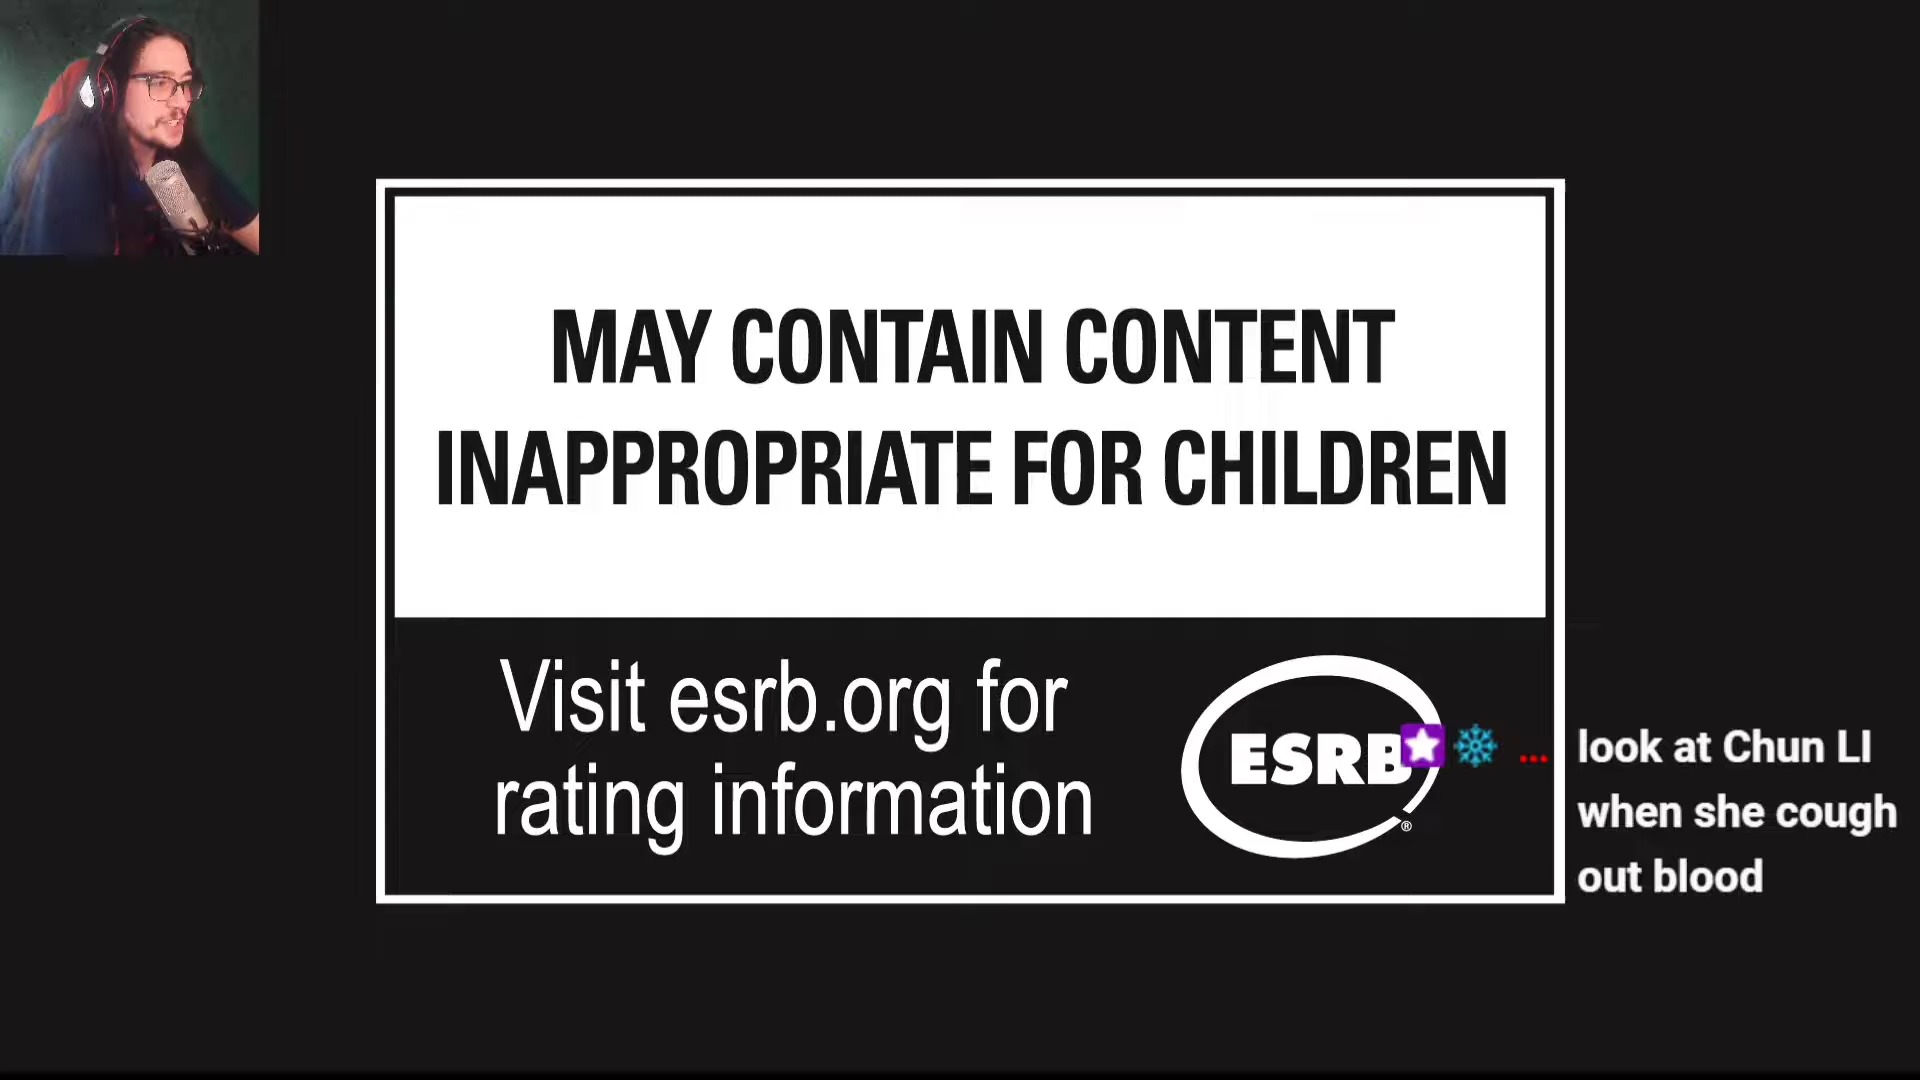 MAY CONTAIN CONTENT
INAPPROPRIATE FOR CHILDREN
Visit esrb.org for
rating information
ESRB
®
... look at Chun LI
when she cough
out blood